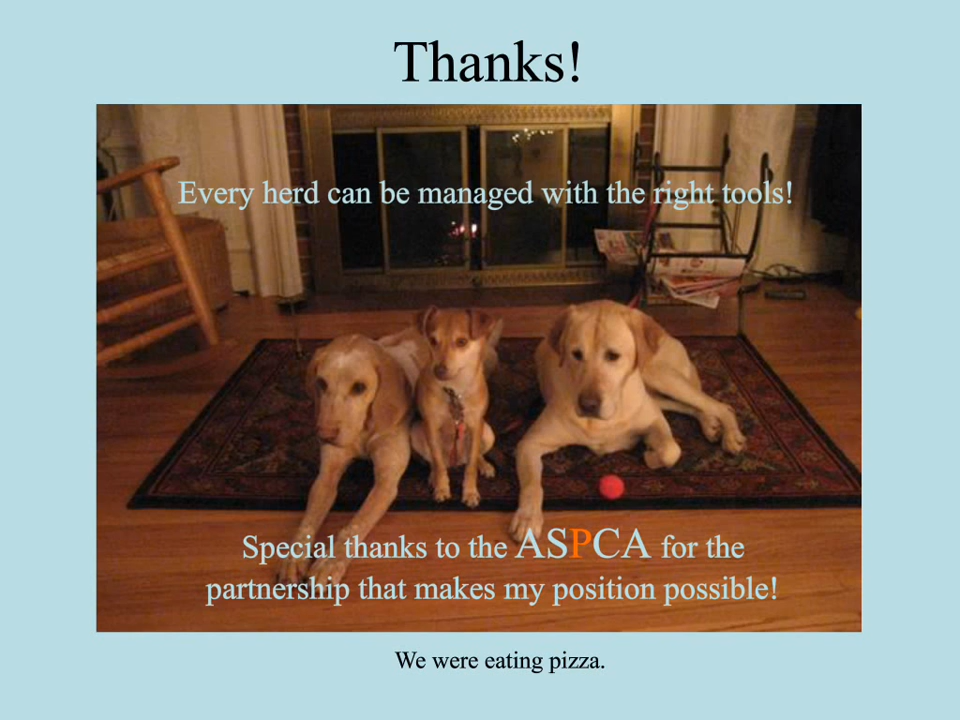 Thanks!
Every herd can be managed with the right tools!
Special thanks to the ASPCA for the
partnership that makes my position possible!
We were eating pizza.